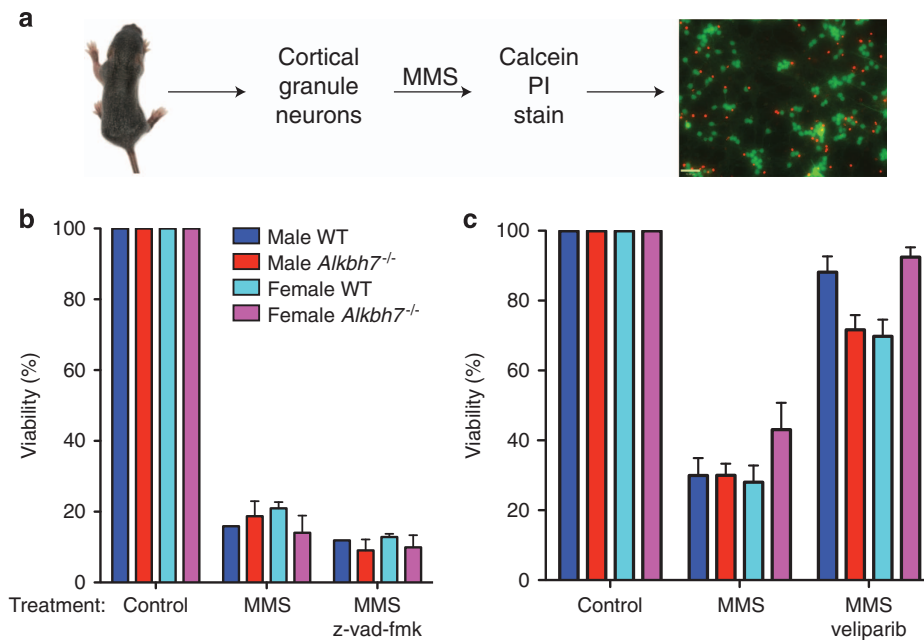 a
Cortical
granule
neurons
MMS
Calcein
PI
stain
b
100
80
60
40
20
0
Viability (%)
Male WT
Male Alkbh7-/-
Female WT
Female Alkbh7-/-
Treatment: Control MMS MMS
z-vad-fmk
c
100
80
60
40
20
0
Viability (%)
Control MMS MMS
veliparib